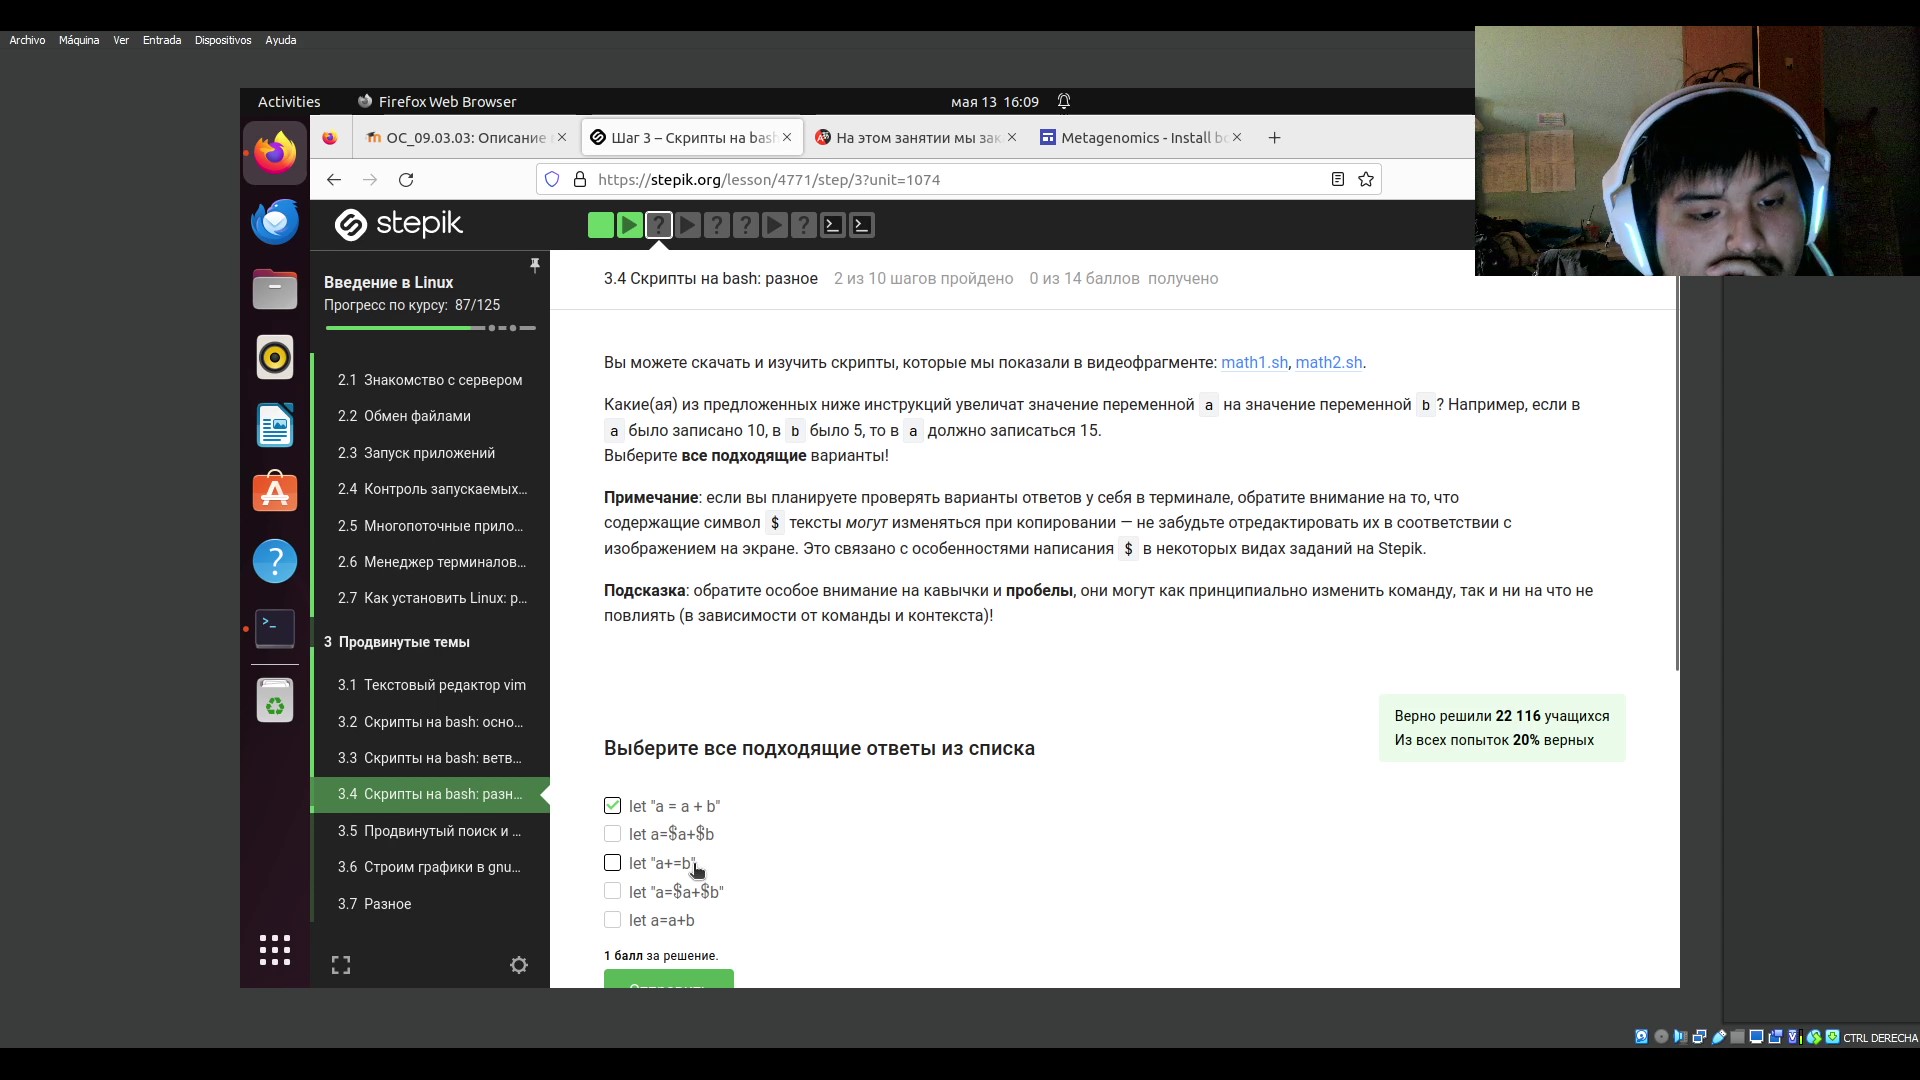 Archivo Máquina Ver Entrada Dispositivos Ayuda
Activities Firefox Web Browser мая 13 16:09
ОС_09.03.03: Описание Шаг 3 – Скрипты на bash На этом занятии мы зак Metagenomics - Install bo
https://stepik.org/lesson/4771/step/3?unit=1074
stepik
Введение в Linux
Прогресс по курсу: 87/125
2.1 Знакомство с сервером
2.2 Обмен файлами
2.3 Запуск приложений
2.4 Контроль запускаемых...
2.5 Многопоточные прило...
2.6 Менеджер терминалов...
2.7 Как установить Linux: р...
3 Продвинутые темы
3.1 Текстовый редактор vim
3.2 Скрипты на bash: осно...
3.3 Скрипты на bash: ветв...
3.4 Скрипты на bash: разн...
3.5 Продвинутый поиск и ...
3.6 Строим графики в gnu...
3.7 Разное
3.4 Скрипты на bash: разное 2 из 10 шагов пройдено 0 из 14 баллов получено
Вы можете скачать и изучить скрипты, которые мы показали в видеофрагменте: math1.sh, math2.sh.
Какие(ая) из предложенных ниже инструкций увеличат значение переменной a на значение переменной b? Например, если в
a было записано 10, в b было 5, то в a должно записаться 15.
Выберите все подходящие варианты!
Примечание: если вы планируете проверять варианты ответов у себя в терминале, обратите внимание на то, что
содержащие символ $ тексты могут изменяться при копировании — не забудьте отредактировать их в соответствии с
изображением на экране. Это связано с особенностями написания $ в некоторых видах заданий на Stepik.
Подсказка: обратите особое внимание на кавычки и пробелы, они могут как принципиально изменить команду, так и ни на что не
повлиять (в зависимости от команды и контекста)!
Верно решили 22 116 учащихся
Из всех попыток 20% верных
Выберите все подходящие ответы из списка
let "a = a + b"
let a=$a+$b
let "a+=b"
let "a=$a+$b"
let a=a+b
1 балл за решение.
CTRL DERECHA